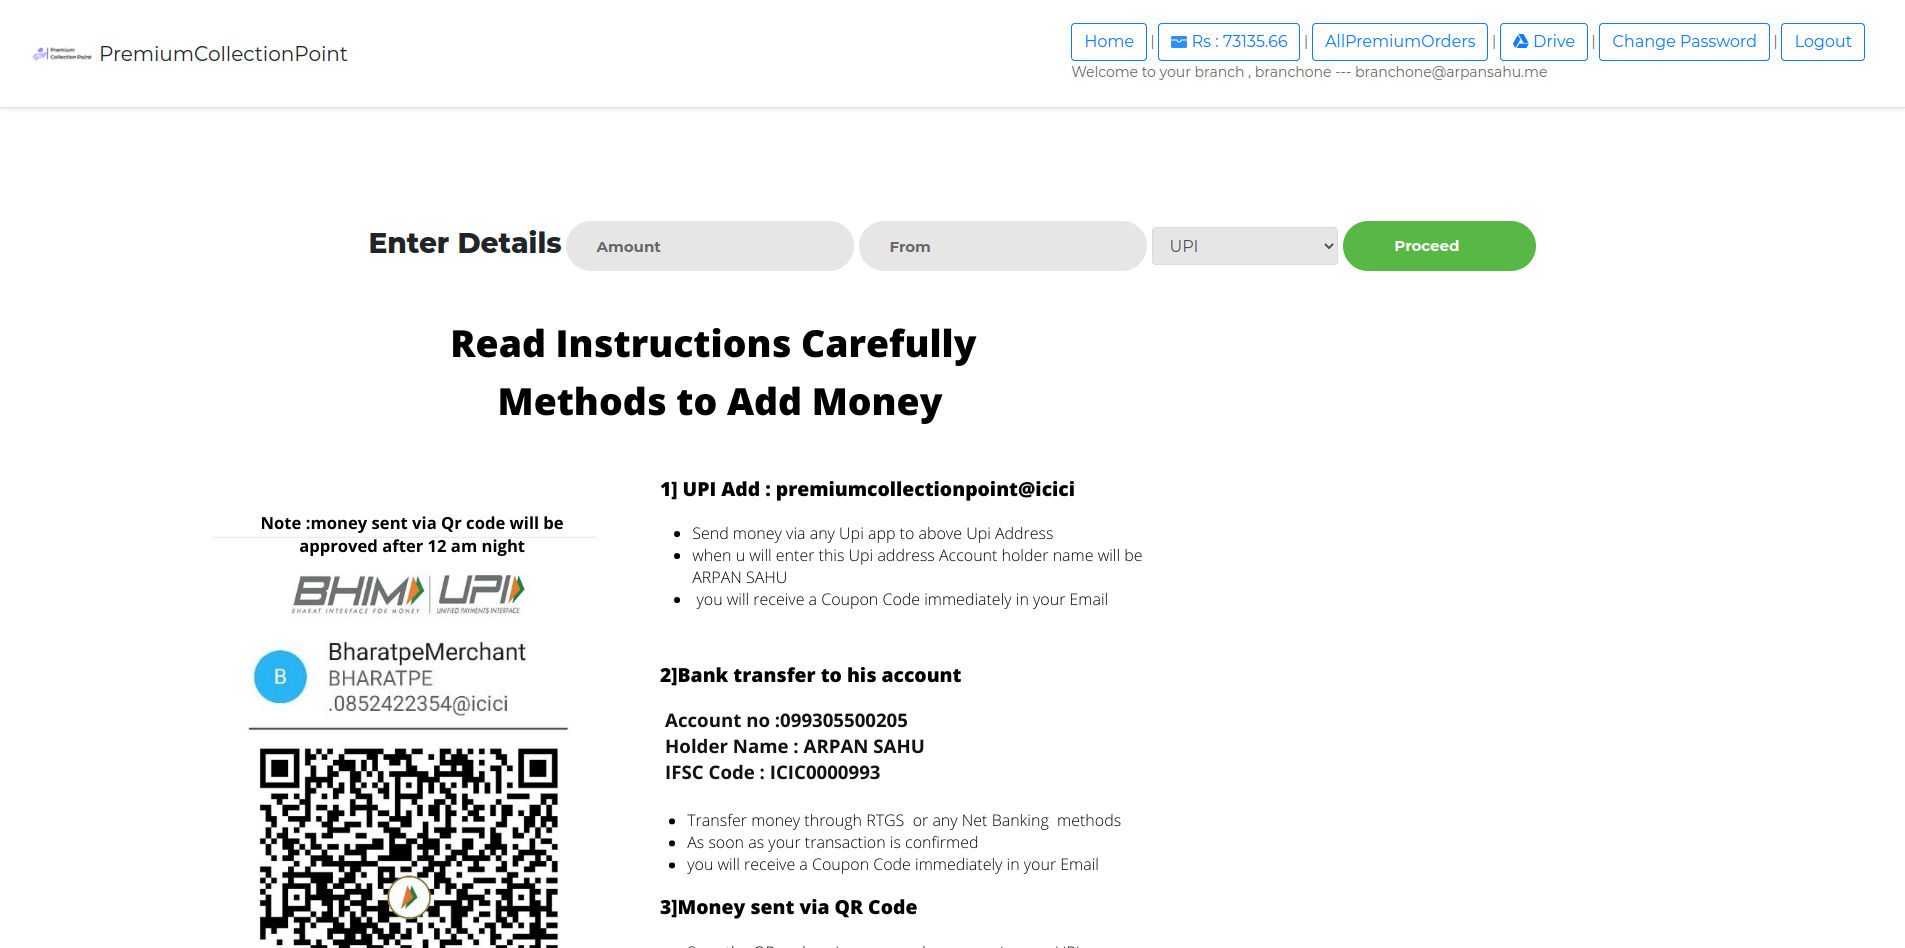 Premium
Collection Point
PremiumCollectionPoint
Home | Rs : 73135.66 | AllPremiumOrders | Drive | Change Password | Logout
Welcome to your branch , branchone --- branchone@arpansahu.me
Enter Details Amount From UPI Proceed
Read Instructions Carefully
Methods to Add Money
Note :money sent via Qr code will be
approved after 12 am night
BHIM UPI
BHARAT INTERFACE FOR MONEY UNIFIED PAYMENTS INTERFACE
B
BharatpeMerchant
BHARATPE
.0852422354@icici
1] UPI Add : premiumcollectionpoint@icici
Send money via any Upi app to above Upi Address
when u will enter this Upi address Account holder name will be
ARPAN SAHU
you will receive a Coupon Code immediately in your Email
2]Bank transfer to his account
Account no :099305500205
Holder Name : ARPAN SAHU
IFSC Code : ICIC0000993
Transfer money through RTGS or any Net Banking methods
As soon as your transaction is confirmed
you will receive a Coupon Code immediately in your Email
3]Money sent via QR Code